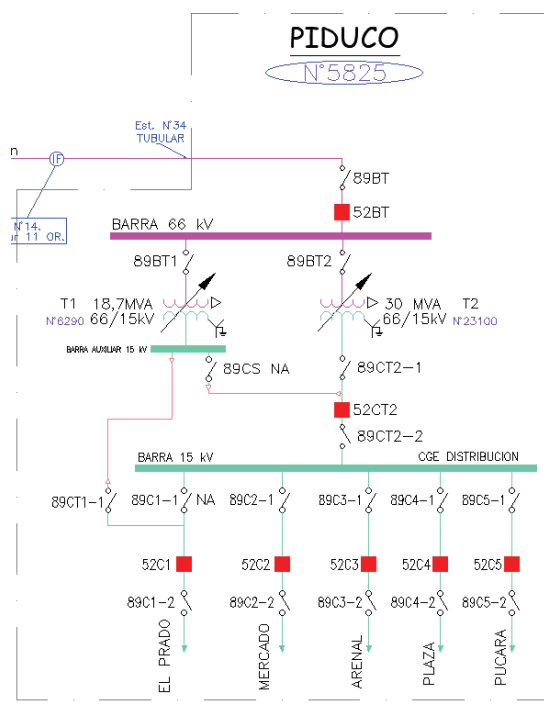 PIDUCO
N°5825
Est. N°34
TUBULAR
n
IF
89BT
N°14.
11 OR.
52BT
BARRA 66 kV
89BT1
89BT2
T1 18,7MVA
N°6290 66/15kV
30 MVA T2
66/15kV N°23100
BARRA AUXILIAR 15 kV
89CS NA
89CT2-1
52CT2
89CT2-2
BARRA 15 kV
CGE DISTRIBUCION
89CT1-1
89C1-1 NA
89C2-1
89C3-1
89C4-1
89C5-1
52C1
52C2
52C3
52C4
52C5
89C1-2
89C2-2
89C3-2
89C4-2
89C5-2
EL PRADO
MERCADO
ARENAL
PLAZA
PUCARA